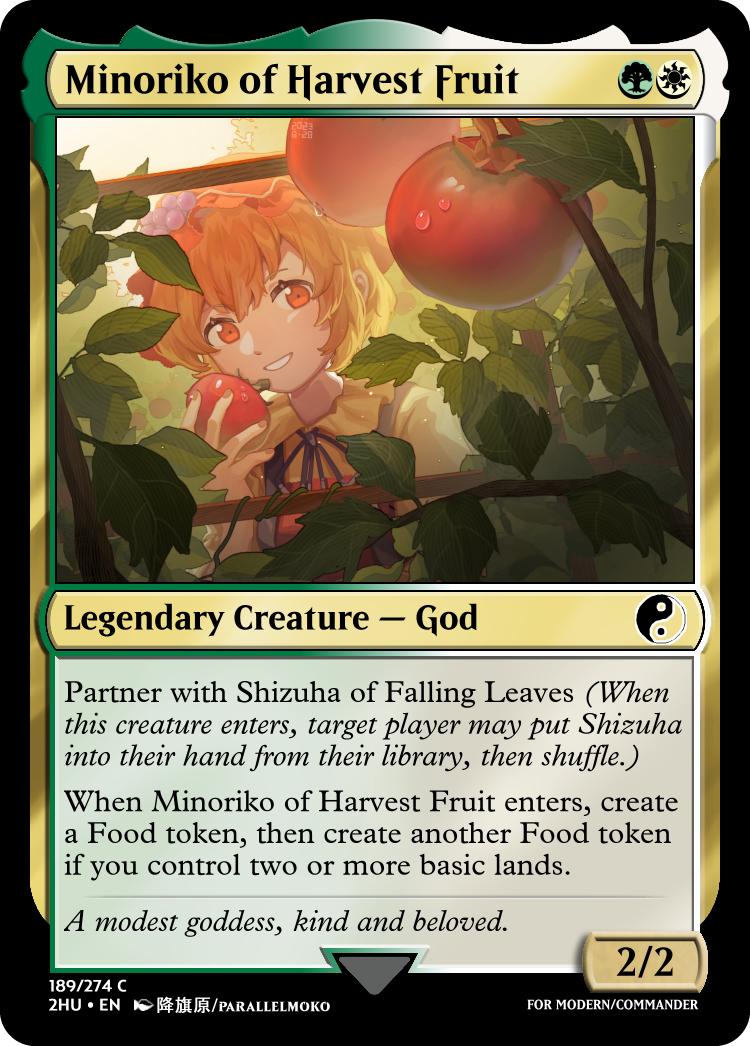 Minoriko of Harvest Fruit
2023
8-28
Legendary Creature — God
Partner with Shizuha of Falling Leaves (When
this creature enters, target player may put Shizuha
into their hand from their library, then shuffle.)
When Minoriko of Harvest Fruit enters, create
a Food token, then create another Food token
if you control two or more basic lands.
A modest goddess, kind and beloved.
2/2
189/274 C
2HU • EN 降旗原/PARALLELMOKO
FOR MODERN/COMMANDER